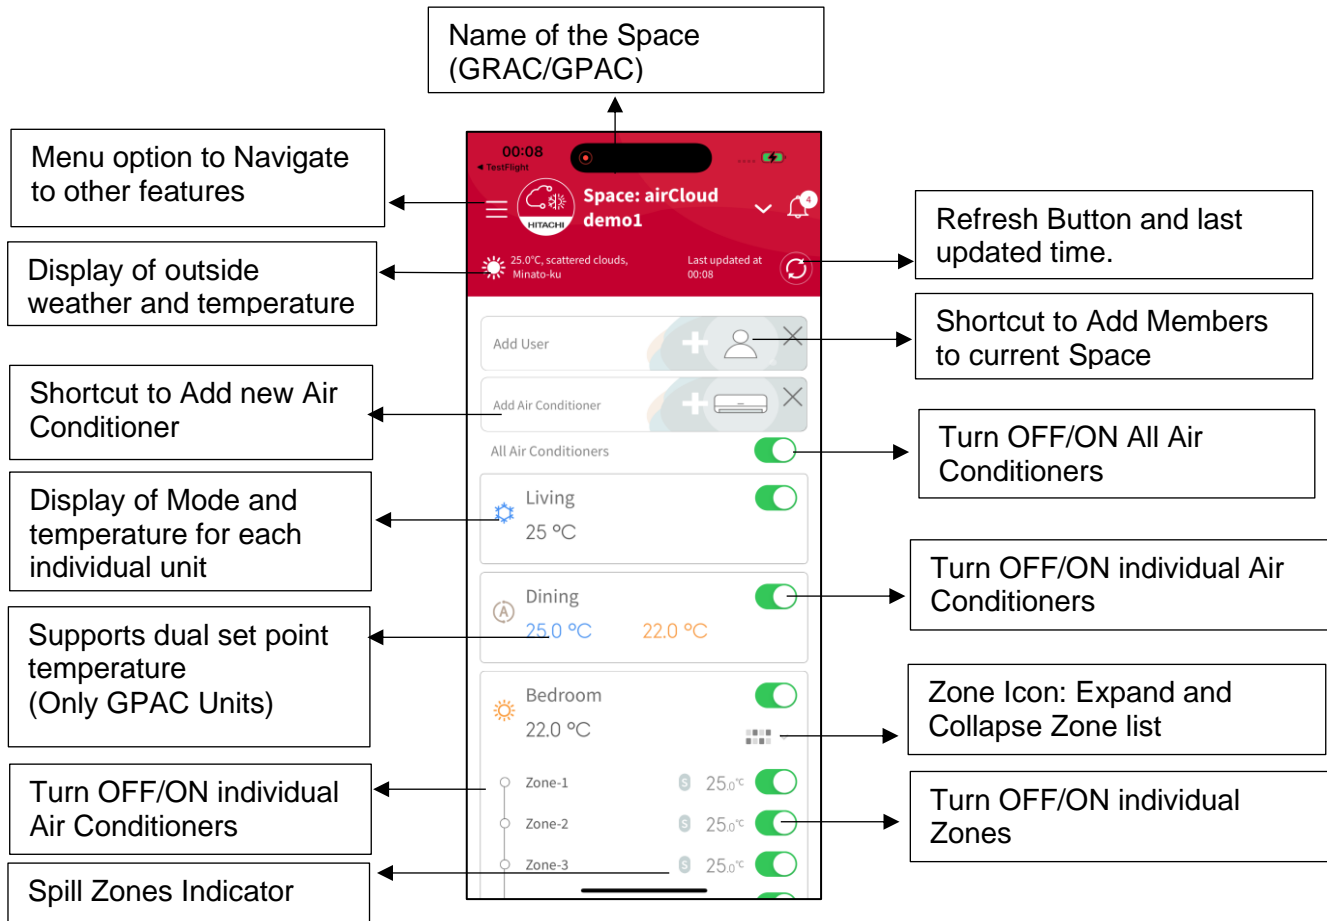 Name of the Space
(GRAC/GPAC)
Menu option to Navigate
to other features
Display of outside
weather and temperature
Shortcut to Add new Air
Conditioner
Display of Mode and
temperature for each
individual unit
Supports dual set point
temperature
(Only GPAC Units)
Turn OFF/ON individual
Air Conditioners
Spill Zones Indicator
00:08
◀ TestFlight
HITACHI
Space: airCloud
demo1
4
25.0°C, scattered clouds,
Minato-ku
Last updated at
00:08
Add User
Add Air Conditioner
All Air Conditioners
Living
25 °C
A
Dining
25.0 °C 22.0 °C
Bedroom
22.0 °C
Zone-1 S 25.0°C
Zone-2 S 25.0°C
Zone-3 S 25.0°C
Refresh Button and last
updated time.
Shortcut to Add Members
to current Space
Turn OFF/ON All Air
Conditioners
Turn OFF/ON individual Air
Conditioners
Zone Icon: Expand and
Collapse Zone list
Turn OFF/ON individual
Zones